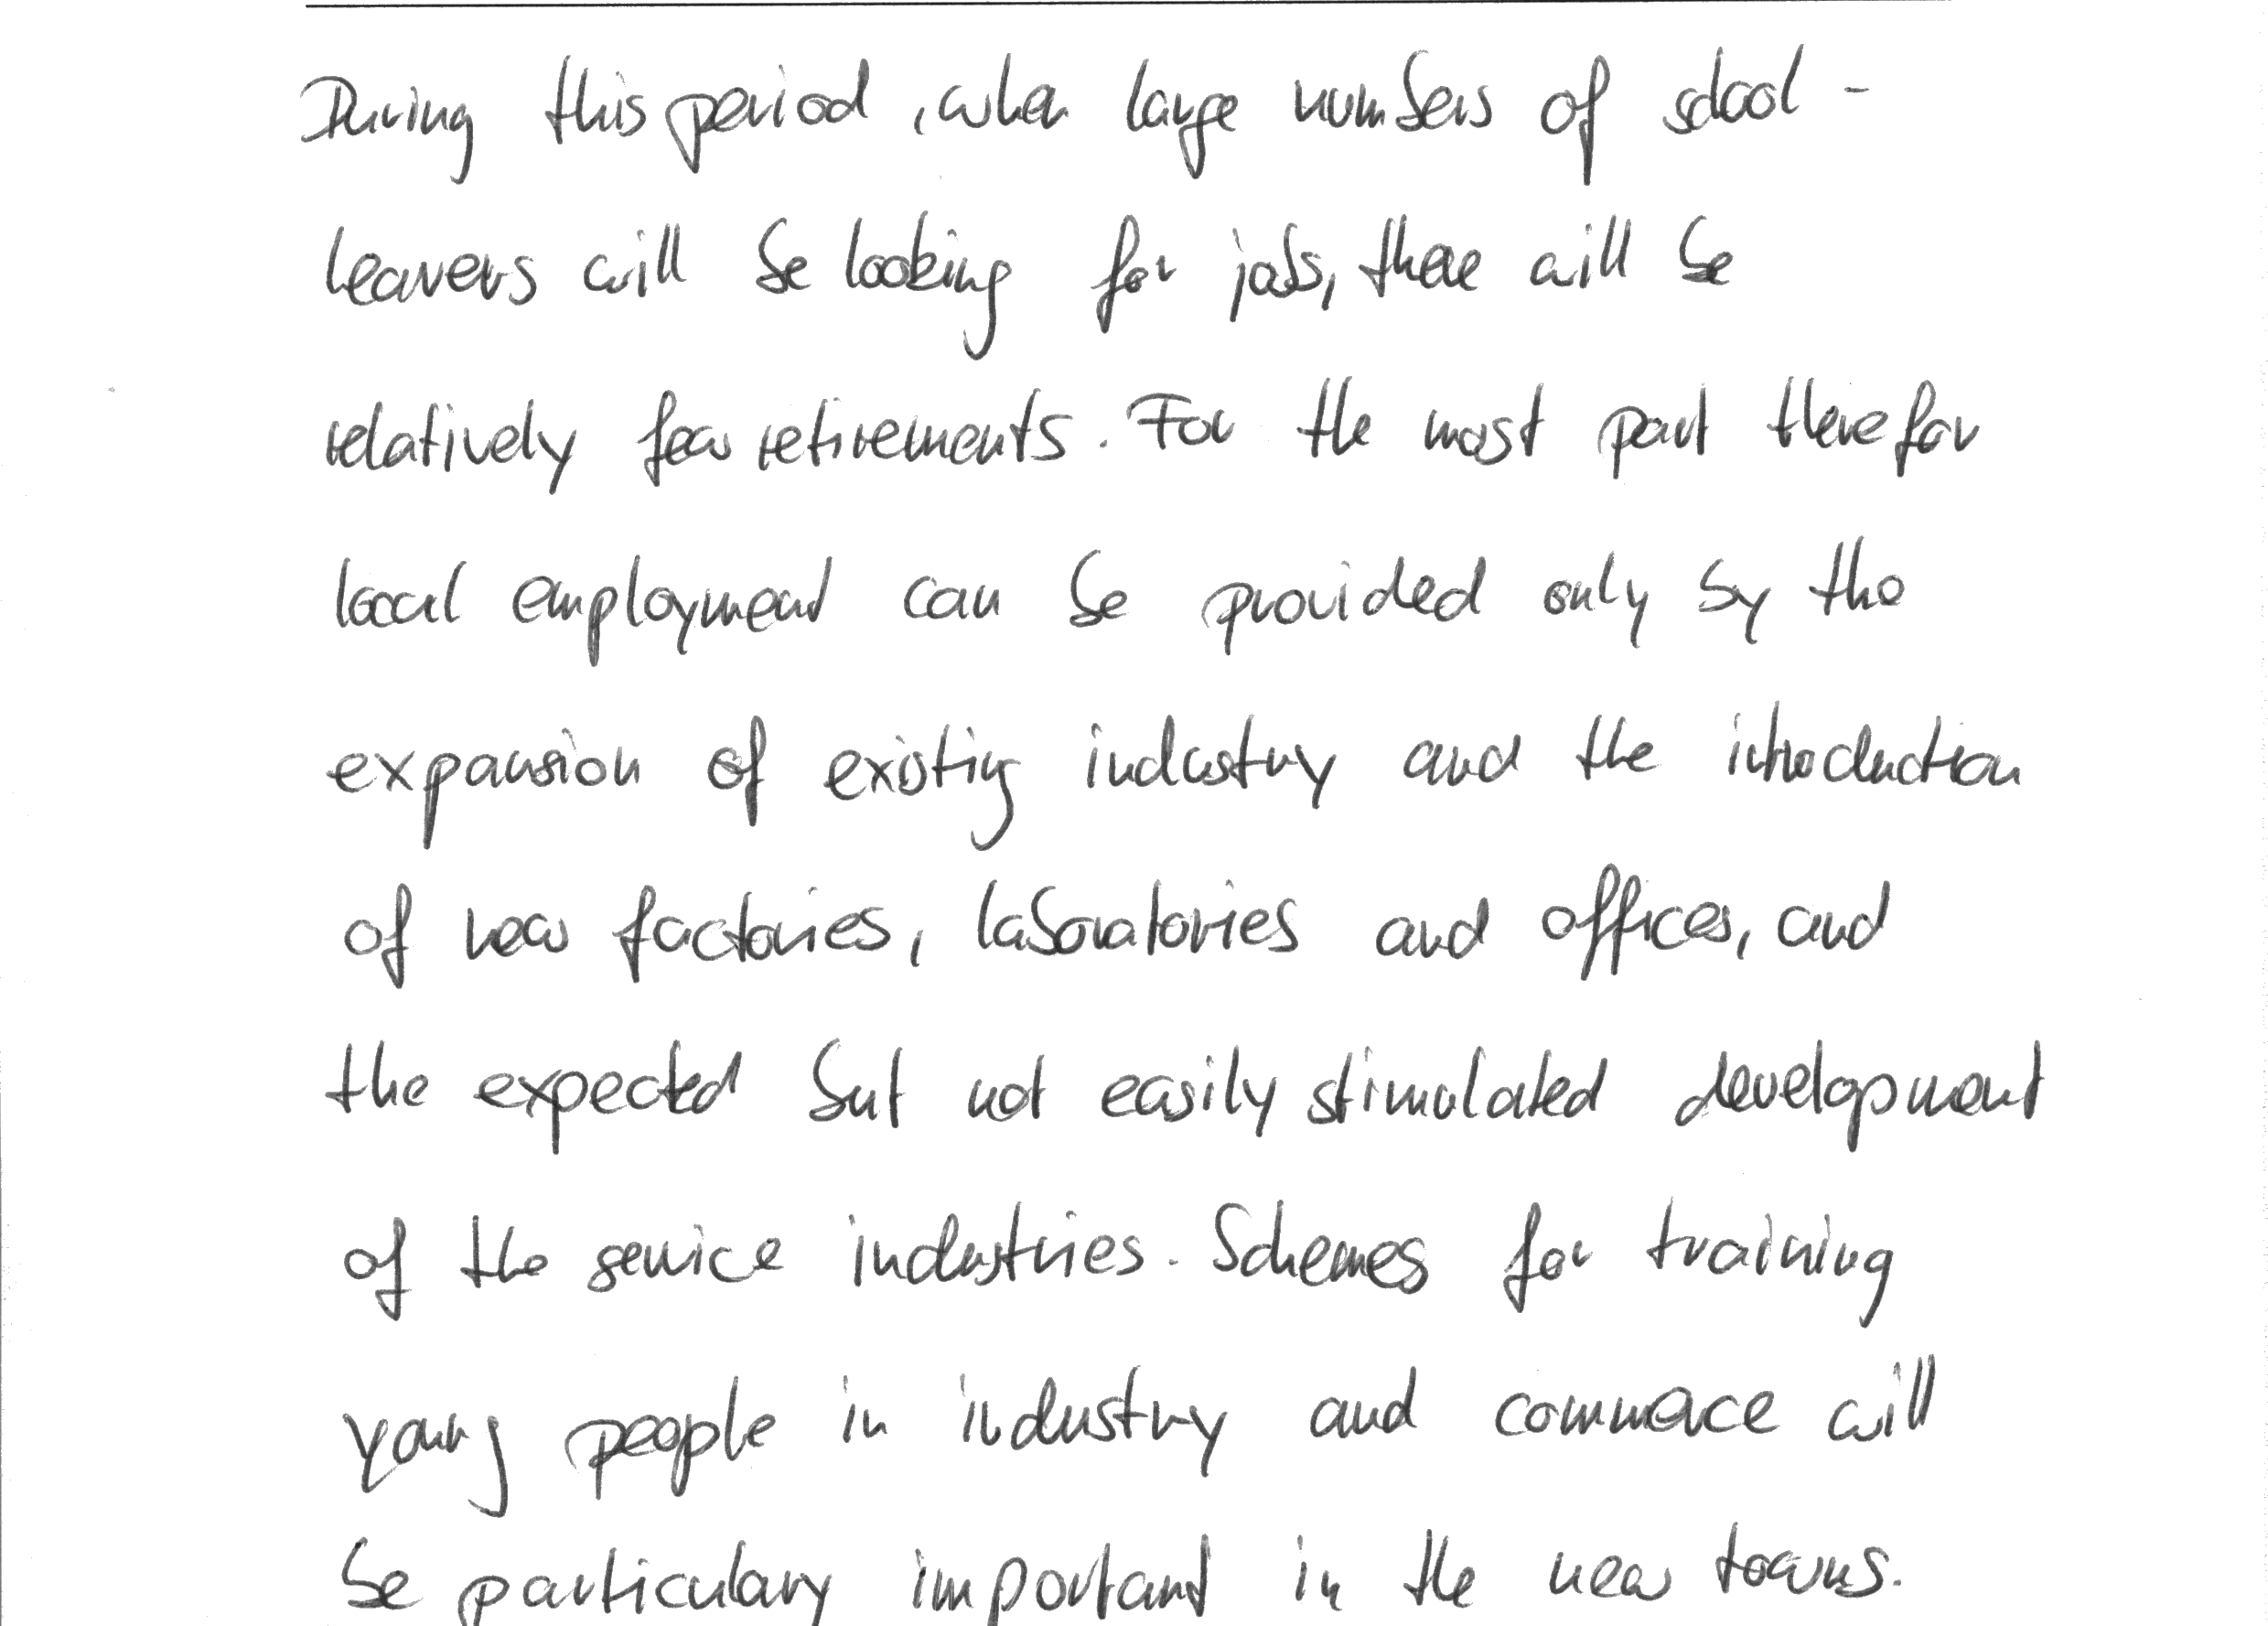 During this period, when large numbers of school-
leavers will be looking for jobs, there will be
relatively few retirements. For the most part therefor
local employment can be provided only by the
expansion of existing industry and the introduction
of new factories, laboratories and offices, and
the expected but not easily stimulated development
of the service industries. Schemes for training
young people in industry and commerce will
be particulary important in the new towns.